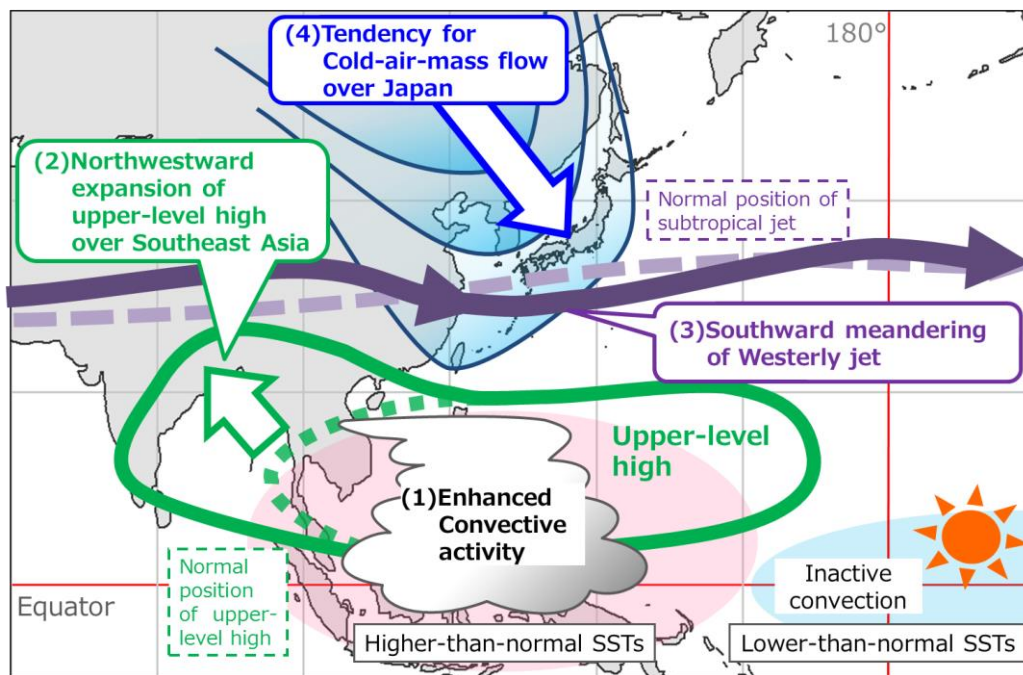 (4)Tendency for
Cold-air-mass flow
over Japan
180°
(2)Northwestward
expansion of
upper-level high
over Southeast Asia
Normal position of
subtropical jet
(3)Southward meandering
of Westerly jet
Upper-level
high
(1)Enhanced
Convective
activity
Normal
position
of upper-
level high
Inactive
convection
Equator
Higher-than-normal SSTs
Lower-than-normal SSTs